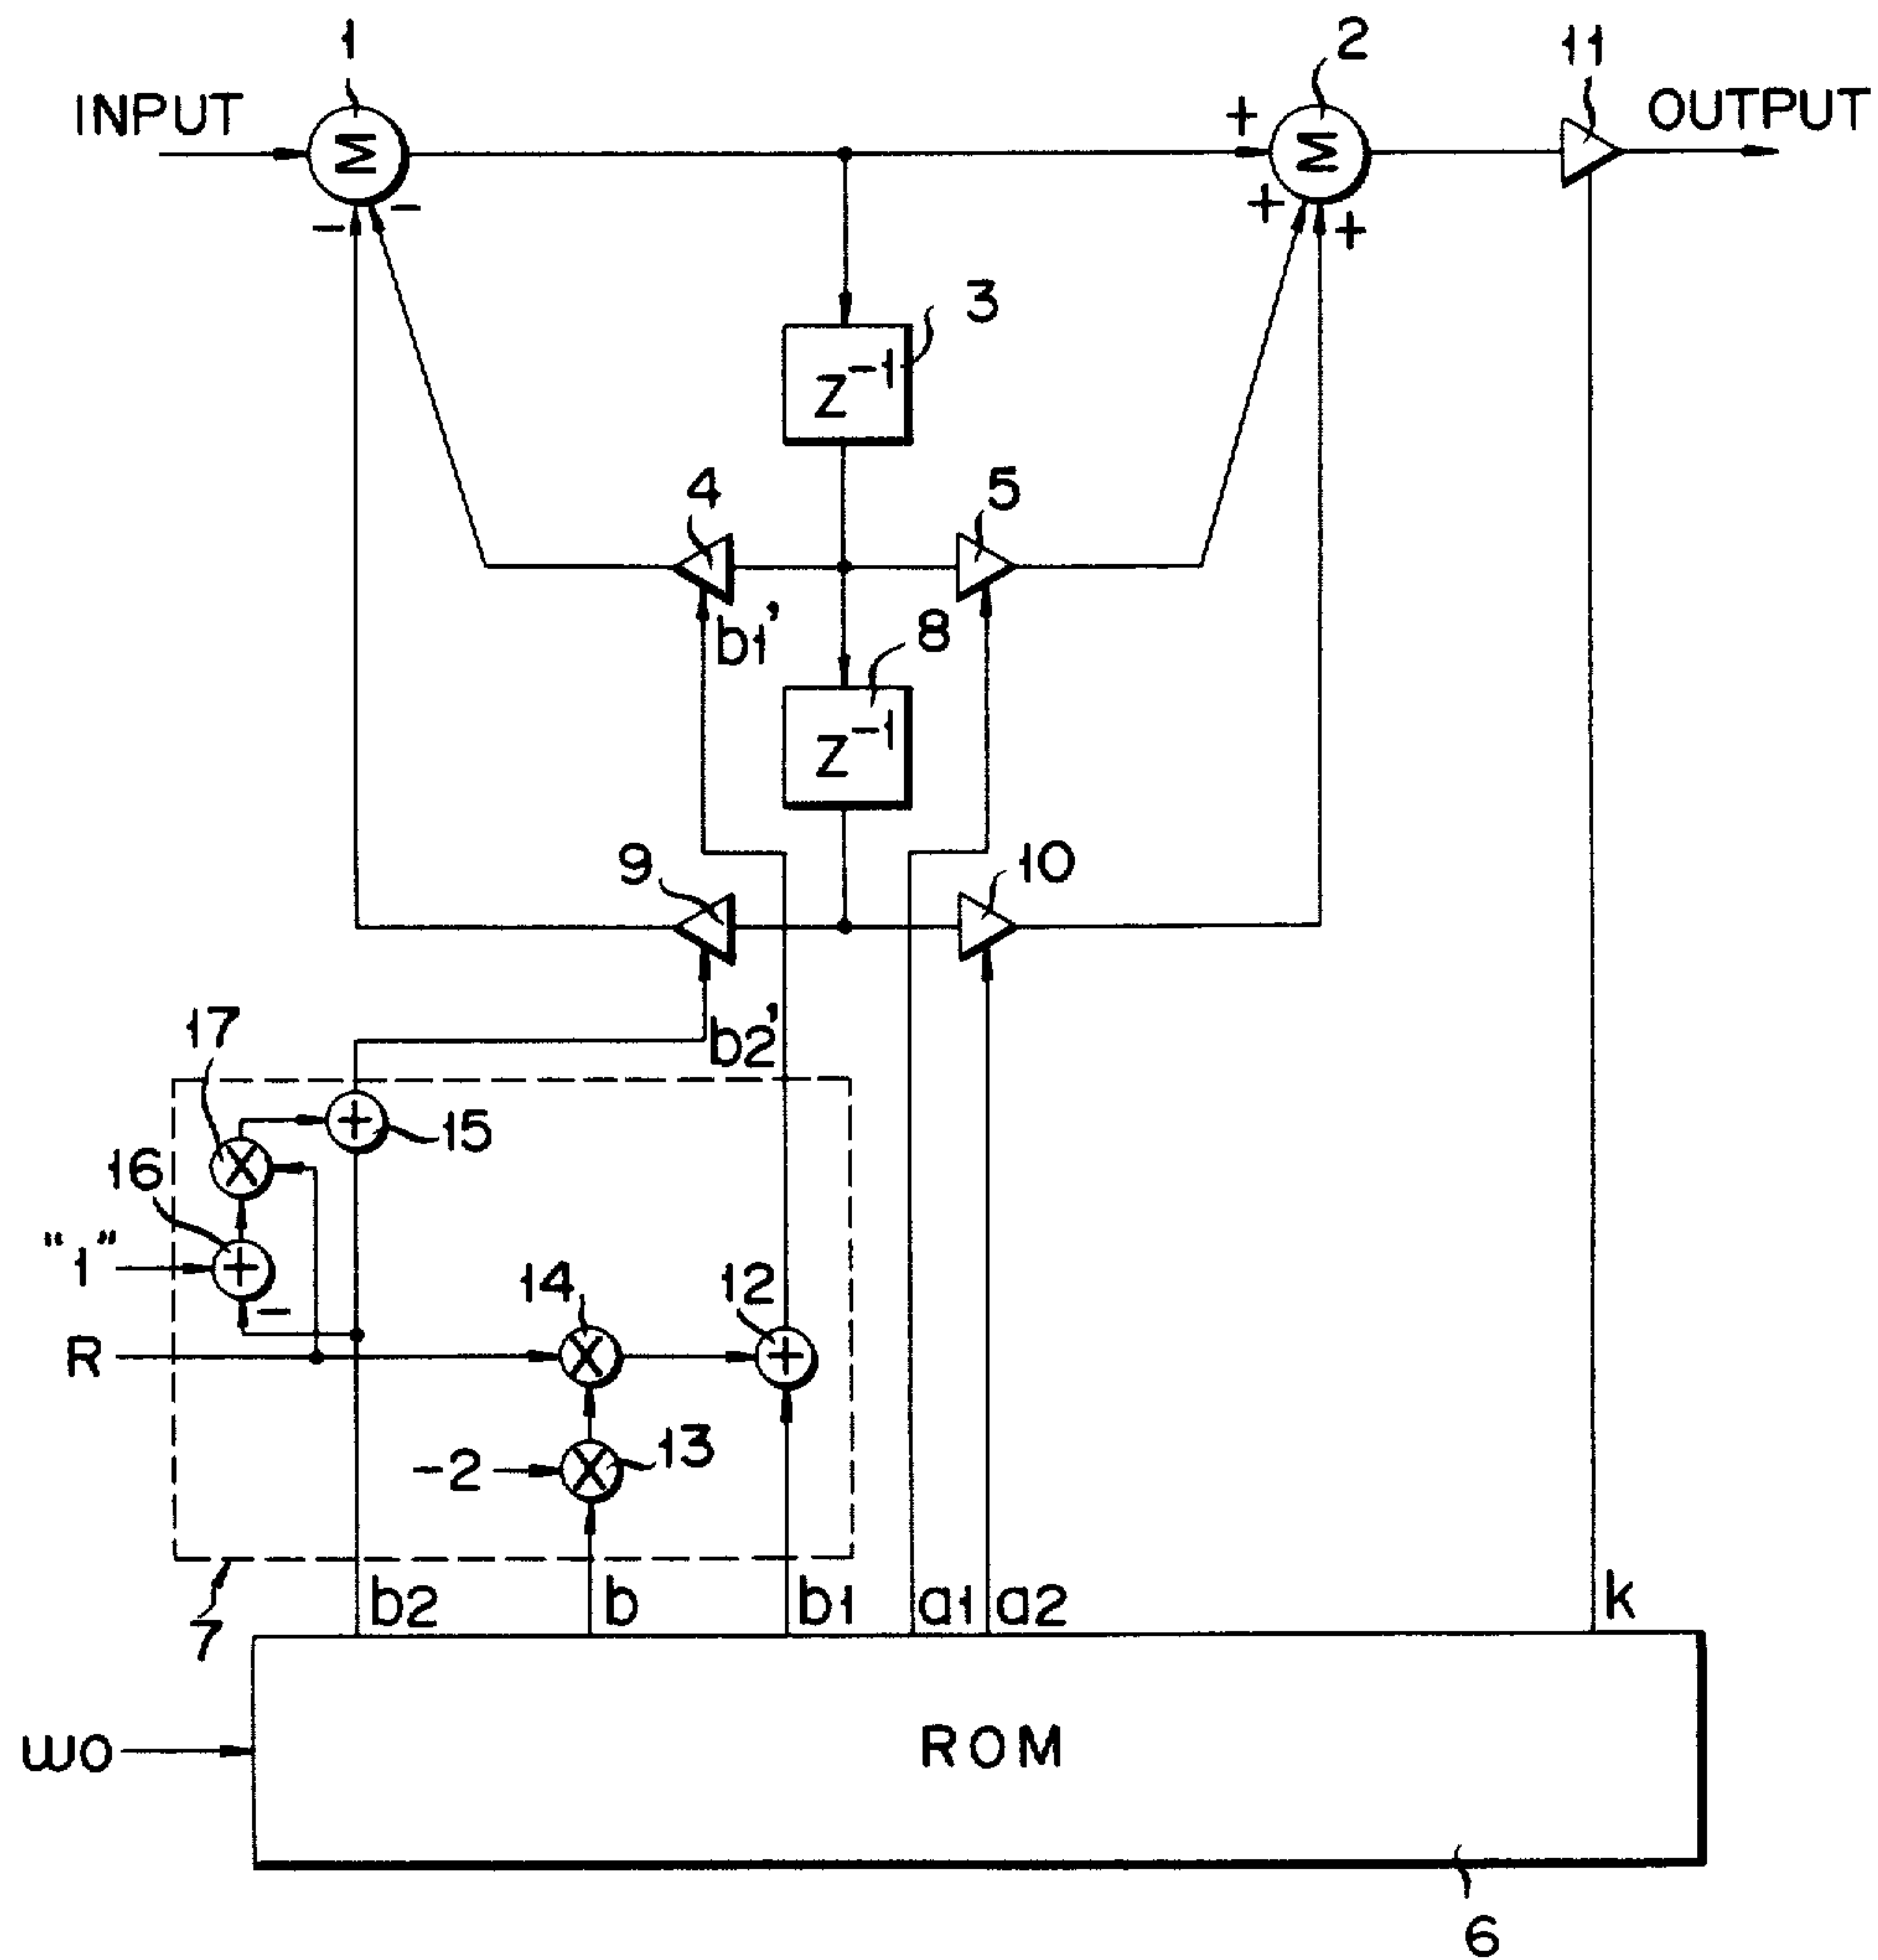 1
2
11
INPUT
OUTPUT
Σ
Σ
+
+
+
-
-
3
Z⁻¹
4
5
b1'
8
Z⁻¹
9
10
b2'
17
+
15
×
16
"1"
+
-
14
12
R
×
+
-2
×
13
7
b2
b
b1
a1
a2
k
ω0
ROM
6